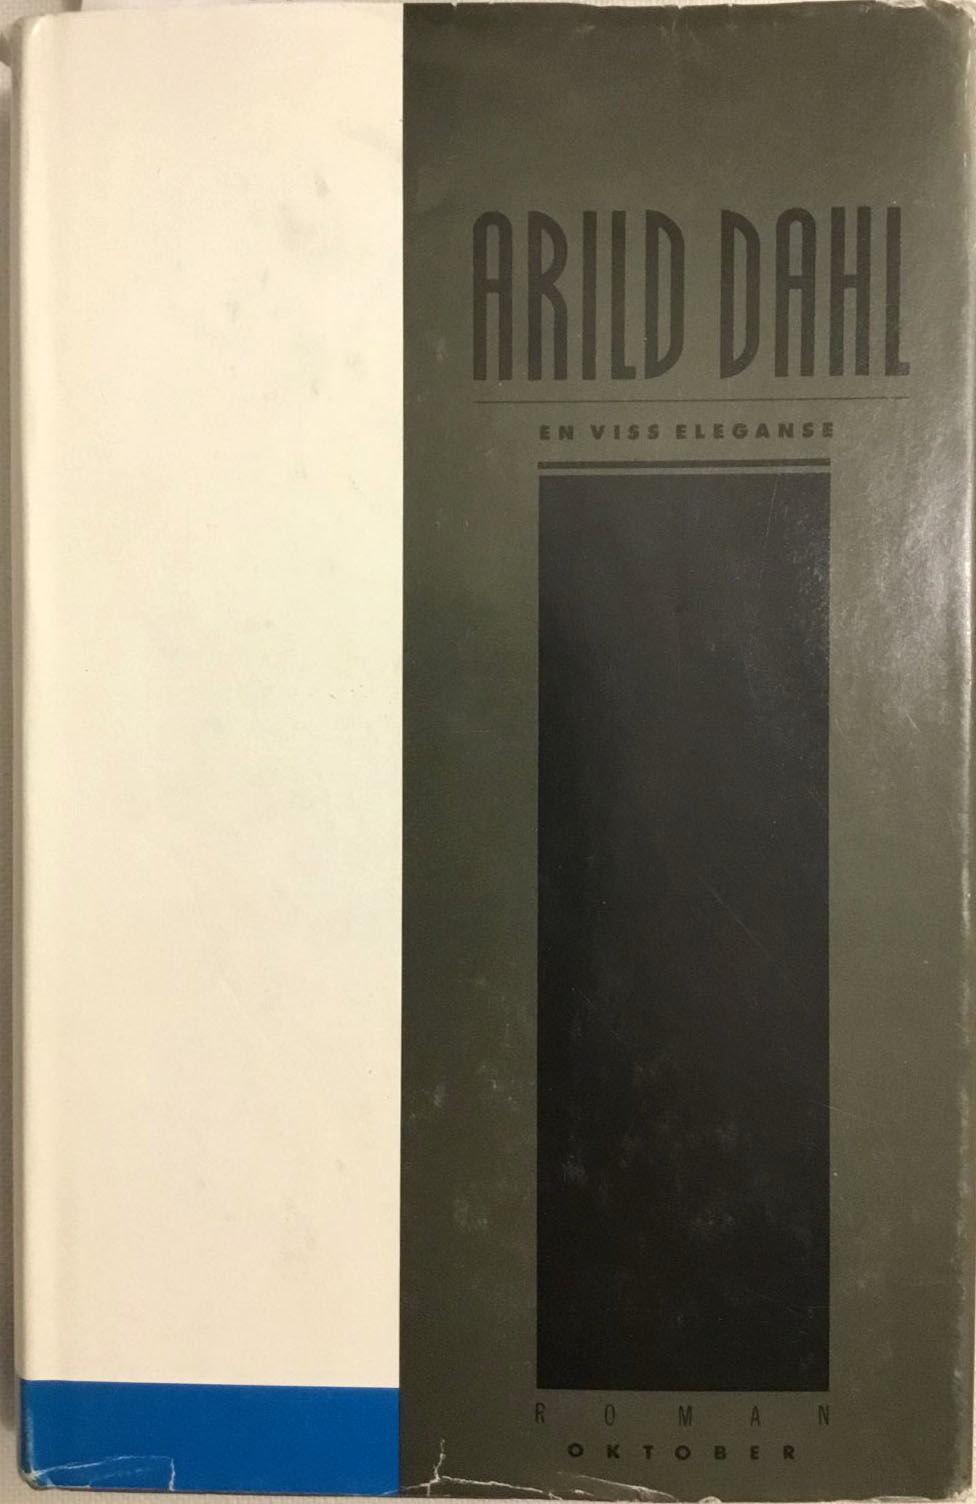 ARILD DAHL
EN VISS ELEGANSE
ROMAN
OKTOBER